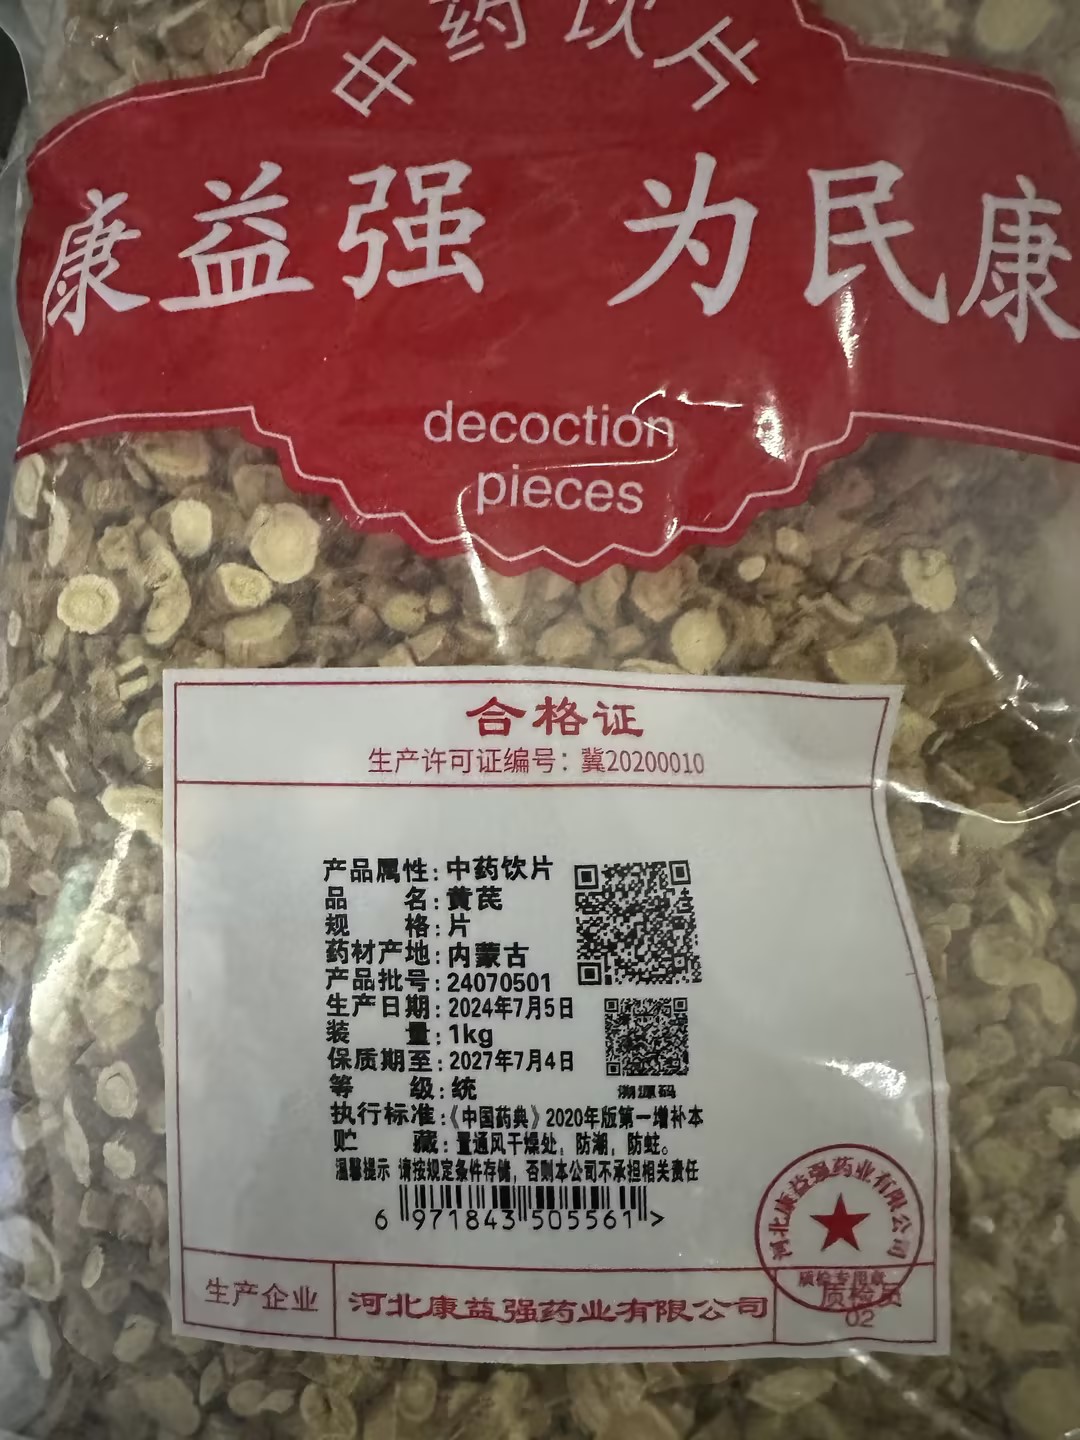 中药饮片
康益强 为民康
decoction
pieces
合格证
生产许可证编号：冀20200010
产品属性：中药饮片
品 名：黄芪
规 格：片
药材产地：内蒙古
产品批号：24070501
生产日期：2024年7月5日
装 量：1kg
保质期至：2027年7月4日
等 级：统
溯源码
执行标准：《中国药典》2020年版第一增补本
贮 藏：置通风干燥处，防潮，防蛀。
温馨提示 请按规定条件存储，否则本公司不承担相关责任
6 971843 505561 >
河北康益强药业有限公司
质检专用章
生产企业 河北康益强药业有限公司 质检员
02